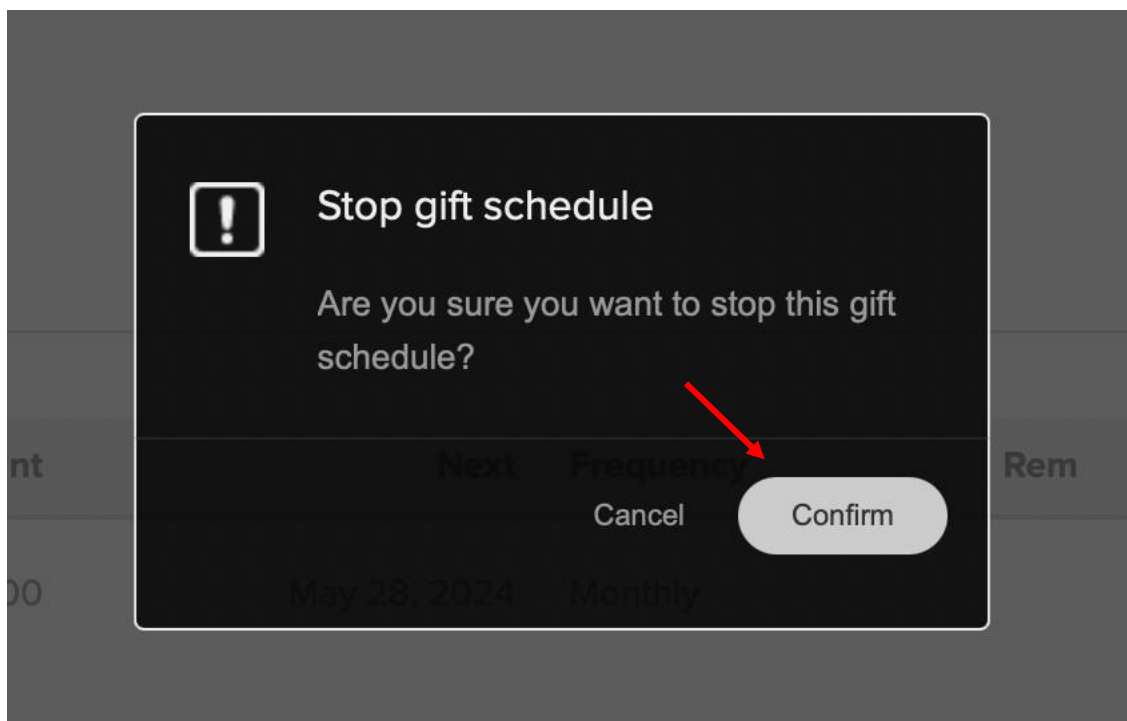 Stop gift schedule
Are you sure you want to stop this gift
schedule?
nt Next Frequency Rem
Cancel Confirm
00 May 28, 2024 Monthly